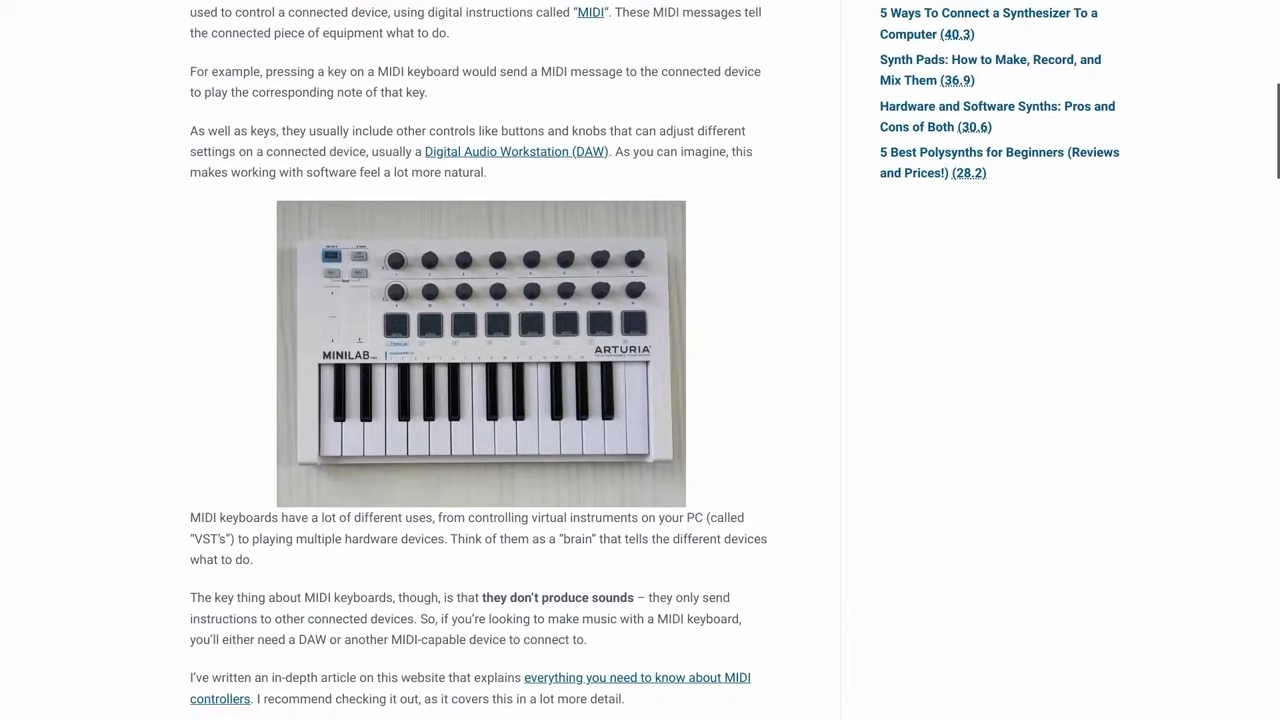 used to control a connected device, using digital instructions called “MIDI“. These MIDI messages tell
the connected piece of equipment what to do.
For example, pressing a key on a MIDI keyboard would send a MIDI message to the connected device
to play the corresponding note of that key.
As well as keys, they usually include other controls like buttons and knobs that can adjust different
settings on a connected device, usually a Digital Audio Workstation (DAW). As you can imagine, this
makes working with software feel a lot more natural.
MINILAB
ARTURIA
MIDI keyboards have a lot of different uses, from controlling virtual instruments on your PC (called
“VST’s”) to playing multiple hardware devices. Think of them as a “brain” that tells the different devices
what to do.
The key thing about MIDI keyboards, though, is that they don’t produce sounds – they only send
instructions to other connected devices. So, if you’re looking to make music with a MIDI keyboard,
you’ll either need a DAW or another MIDI-capable device to connect to.
I’ve written an in-depth article on this website that explains everything you need to know about MIDI
controllers. I recommend checking it out, as it covers this in a lot more detail.
5 Ways To Connect a Synthesizer To a
Computer (40.3)
Synth Pads: How to Make, Record, and
Mix Them (36.9)
Hardware and Software Synths: Pros and
Cons of Both (30.6)
5 Best Polysynths for Beginners (Reviews
and Prices!) (28.2)